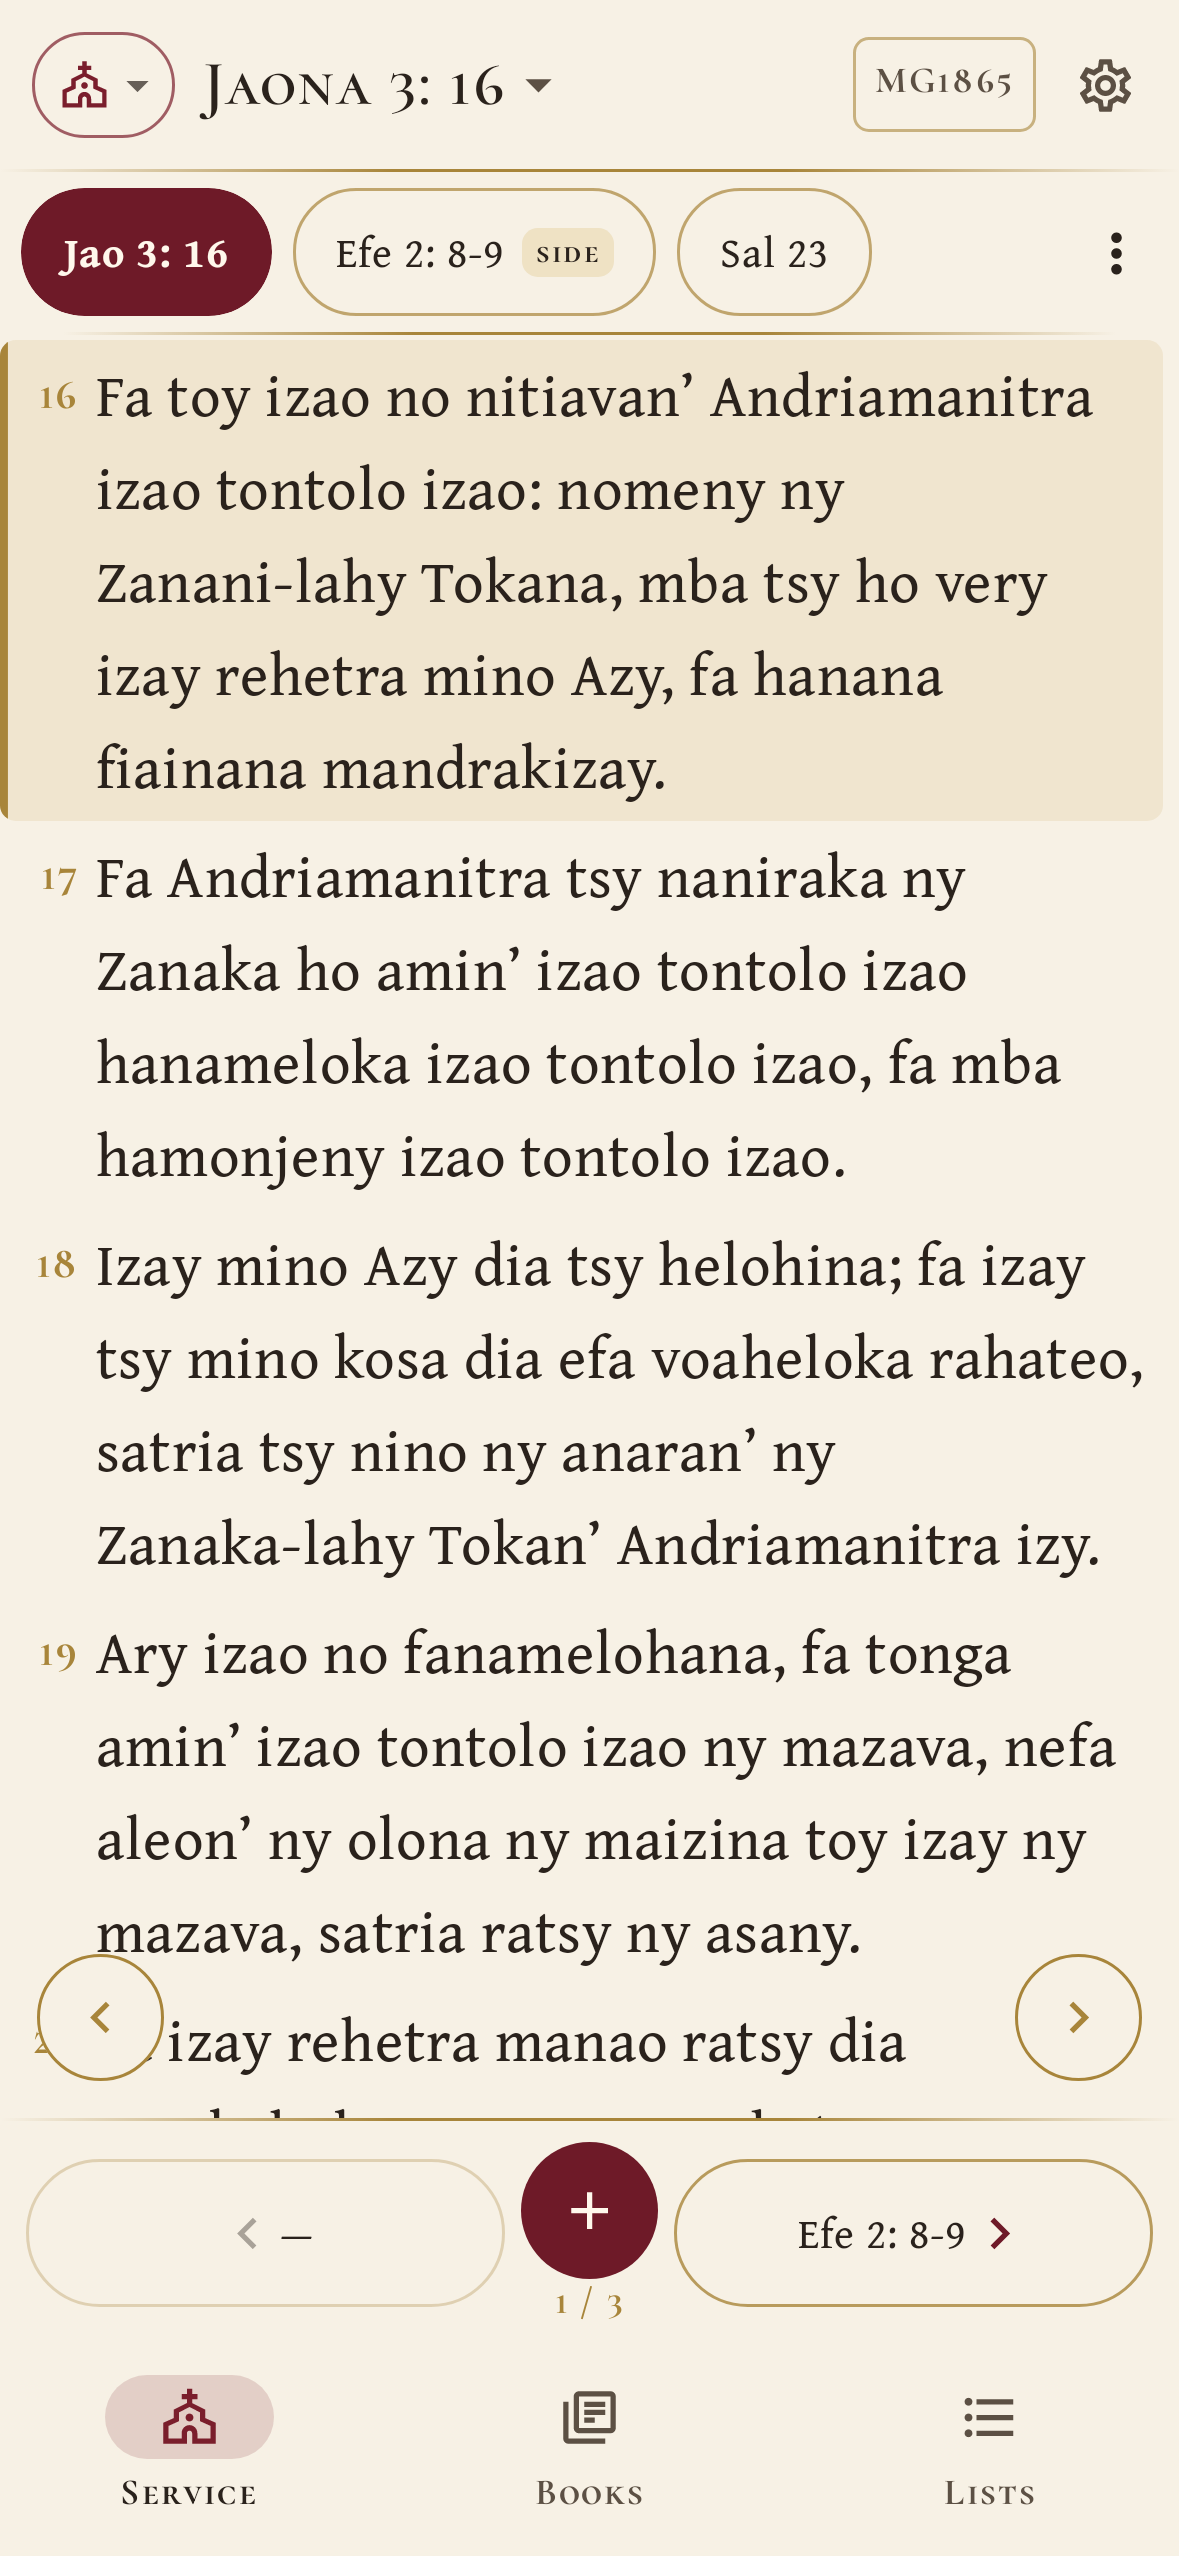 Jaona 3: 16
MG1865
Jao 3: 16
Efe 2: 8-9 SIDE
Sal 23
16 Fa toy izao no nitiavan’ Andriamanitra
izao tontolo izao: nomeny ny
Zanani-lahy Tokana, mba tsy ho very
izay rehetra mino Azy, fa hanana
fiainana mandrakizay.
17 Fa Andriamanitra tsy naniraka ny
Zanaka ho amin’ izao tontolo izao
hanameloka izao tontolo izao, fa mba
hamonjeny izao tontolo izao.
18 Izay mino Azy dia tsy helohina; fa izay
tsy mino kosa dia efa voaheloka rahateo,
satria tsy nino ny anaran’ ny
Zanaka-lahy Tokan’ Andriamanitra izy.
19 Ary izao no fanamelohana, fa tonga
amin’ izao tontolo izao ny mazava, nefa
aleon’ ny olona ny maizina toy izay ny
mazava, satria ratsy ny asany.
izay rehetra manao ratsy dia
—
Efe 2: 8-9
1 / 3
Service
Books
Lists